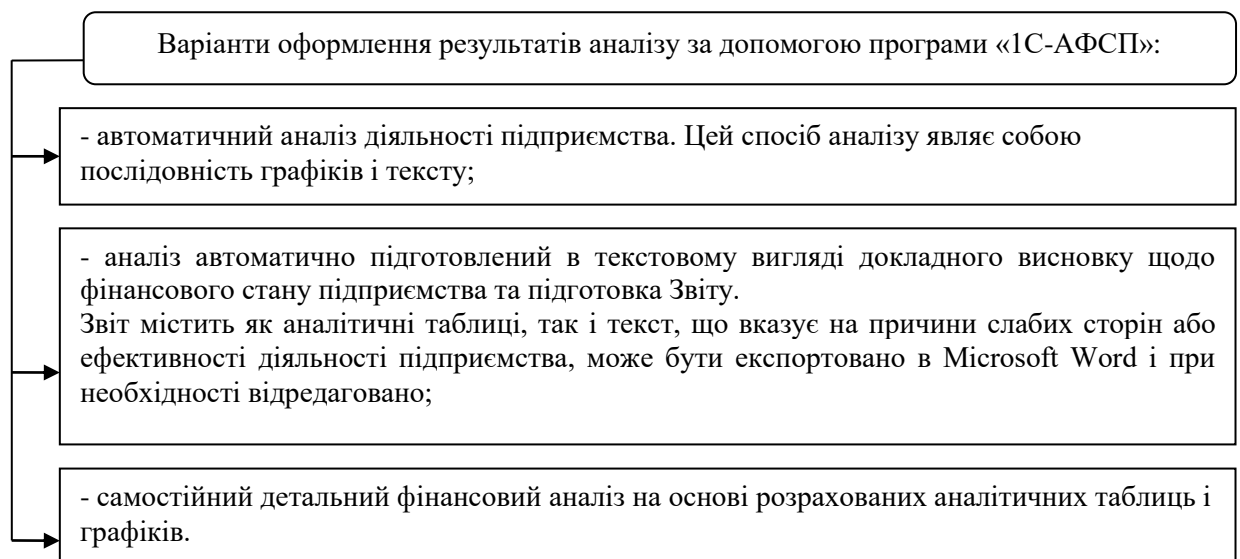 Варіанти оформлення результатів аналізу за допомогою програми «1С-АФСП»:
- автоматичний аналіз діяльності підприємства. Цей спосіб аналізу являє собою
послідовність графіків і тексту;
- аналіз автоматично підготовлений в текстовому вигляді докладного висновку щодо
фінансового стану підприємства та підготовка Звіту.
Звіт містить як аналітичні таблиці, так і текст, що вказує на причини слабих сторін або
ефективності діяльності підприємства, може бути експортовано в Microsoft Word і при
необхідності відредаговано;
- самостійний детальний фінансовий аналіз на основі розрахованих аналітичних таблиць і
графіків.